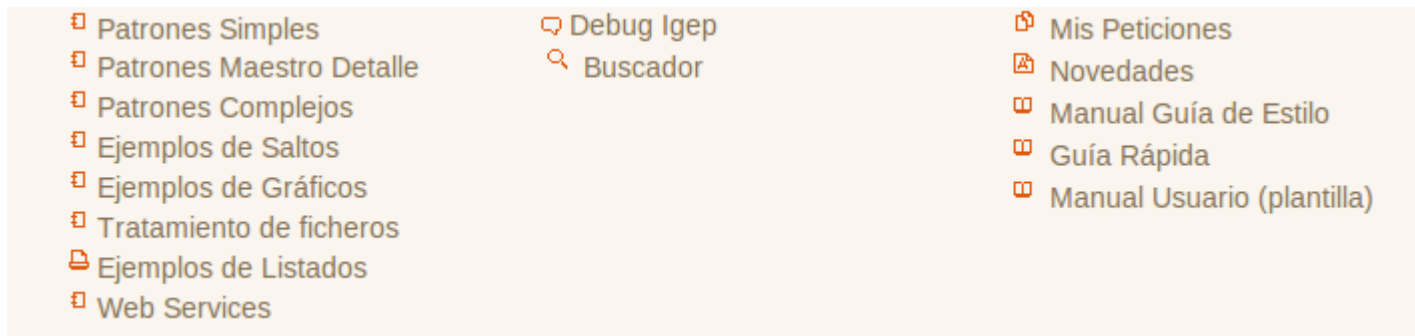 Patrones Simples
Patrones Maestro Detalle
Patrones Complejos
Ejemplos de Saltos
Ejemplos de Gráficos
Tratamiento de ficheros
Ejemplos de Listados
Web Services
Debug Igep
Buscador
Mis Peticiones
Novedades
Manual Guía de Estilo
Guía Rápida
Manual Usuario (plantilla)